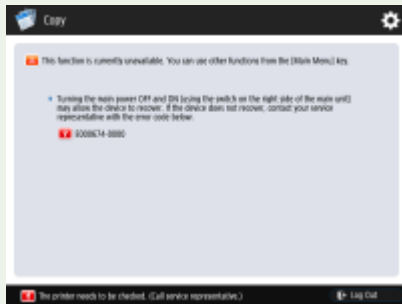 Copy
This function is currently unavailable. You can use other functions from the [Main Menu] key.
Turning the main power OFF and ON (using the switch on the right side of the main unit)
may allow the device to recover. If the device does not recover, contact your service
representative with the error code below.
E000674-0000
The printer needs to be checked. (Call service representative.)
Log Out